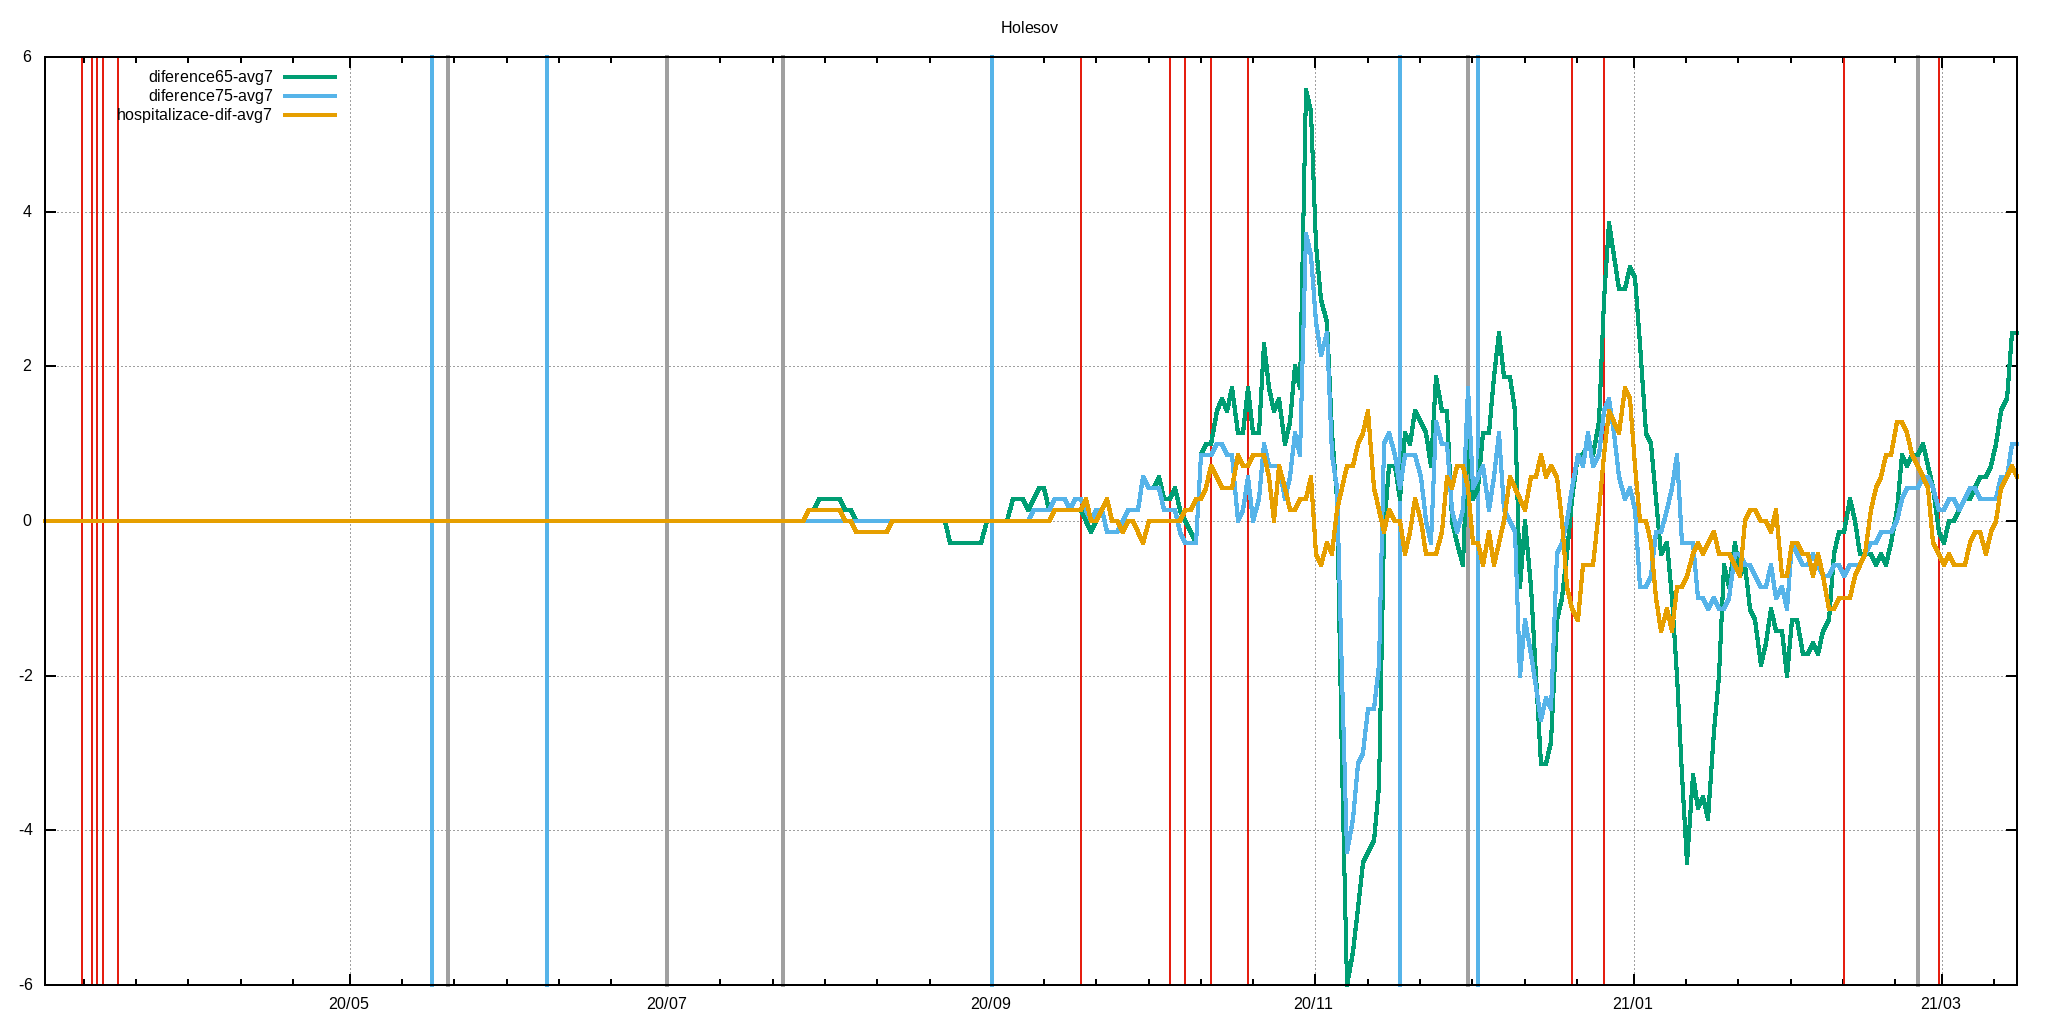 Holesov
6
diference65-avg7
diference75-avg7
hospitalizace-dif-avg7
4
2
0
-2
-4
-6
20/05 20/07 20/09 20/11 21/01 21/03